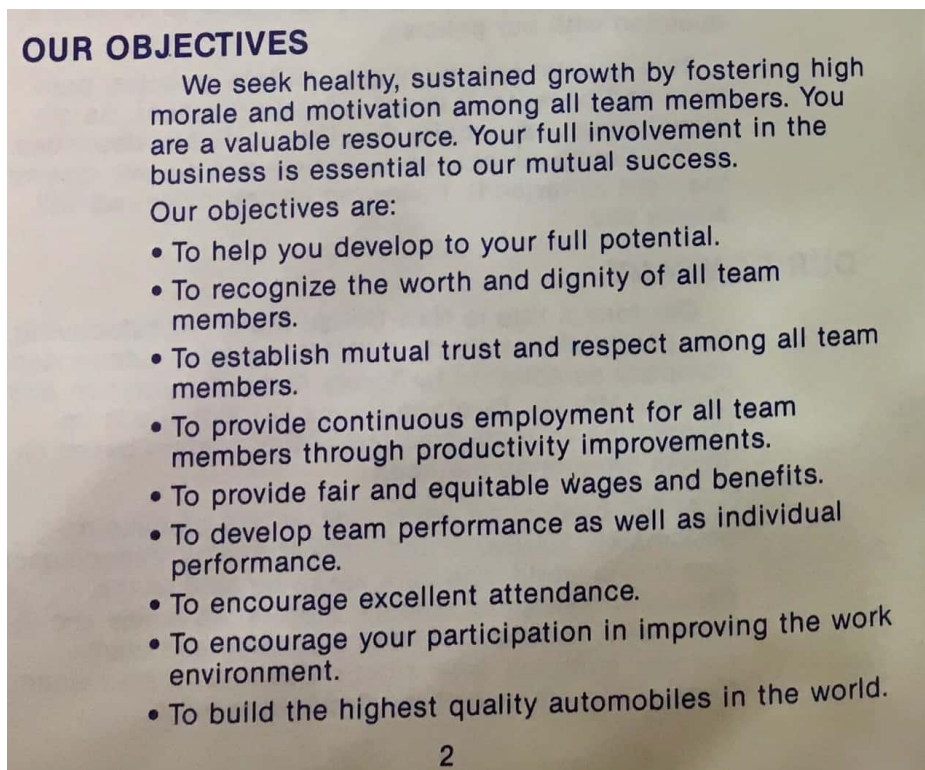 OUR OBJECTIVES
We seek healthy, sustained growth by fostering high
morale and motivation among all team members. You
are a valuable resource. Your full involvement in the
business is essential to our mutual success.
Our objectives are:
• To help you develop to your full potential.
• To recognize the worth and dignity of all team
members.
• To establish mutual trust and respect among all team
members.
• To provide continuous employment for all team
members through productivity improvements.
• To provide fair and equitable wages and benefits.
• To develop team performance as well as individual
performance.
• To encourage excellent attendance.
• To encourage your participation in improving the work
environment.
• To build the highest quality automobiles in the world.
2